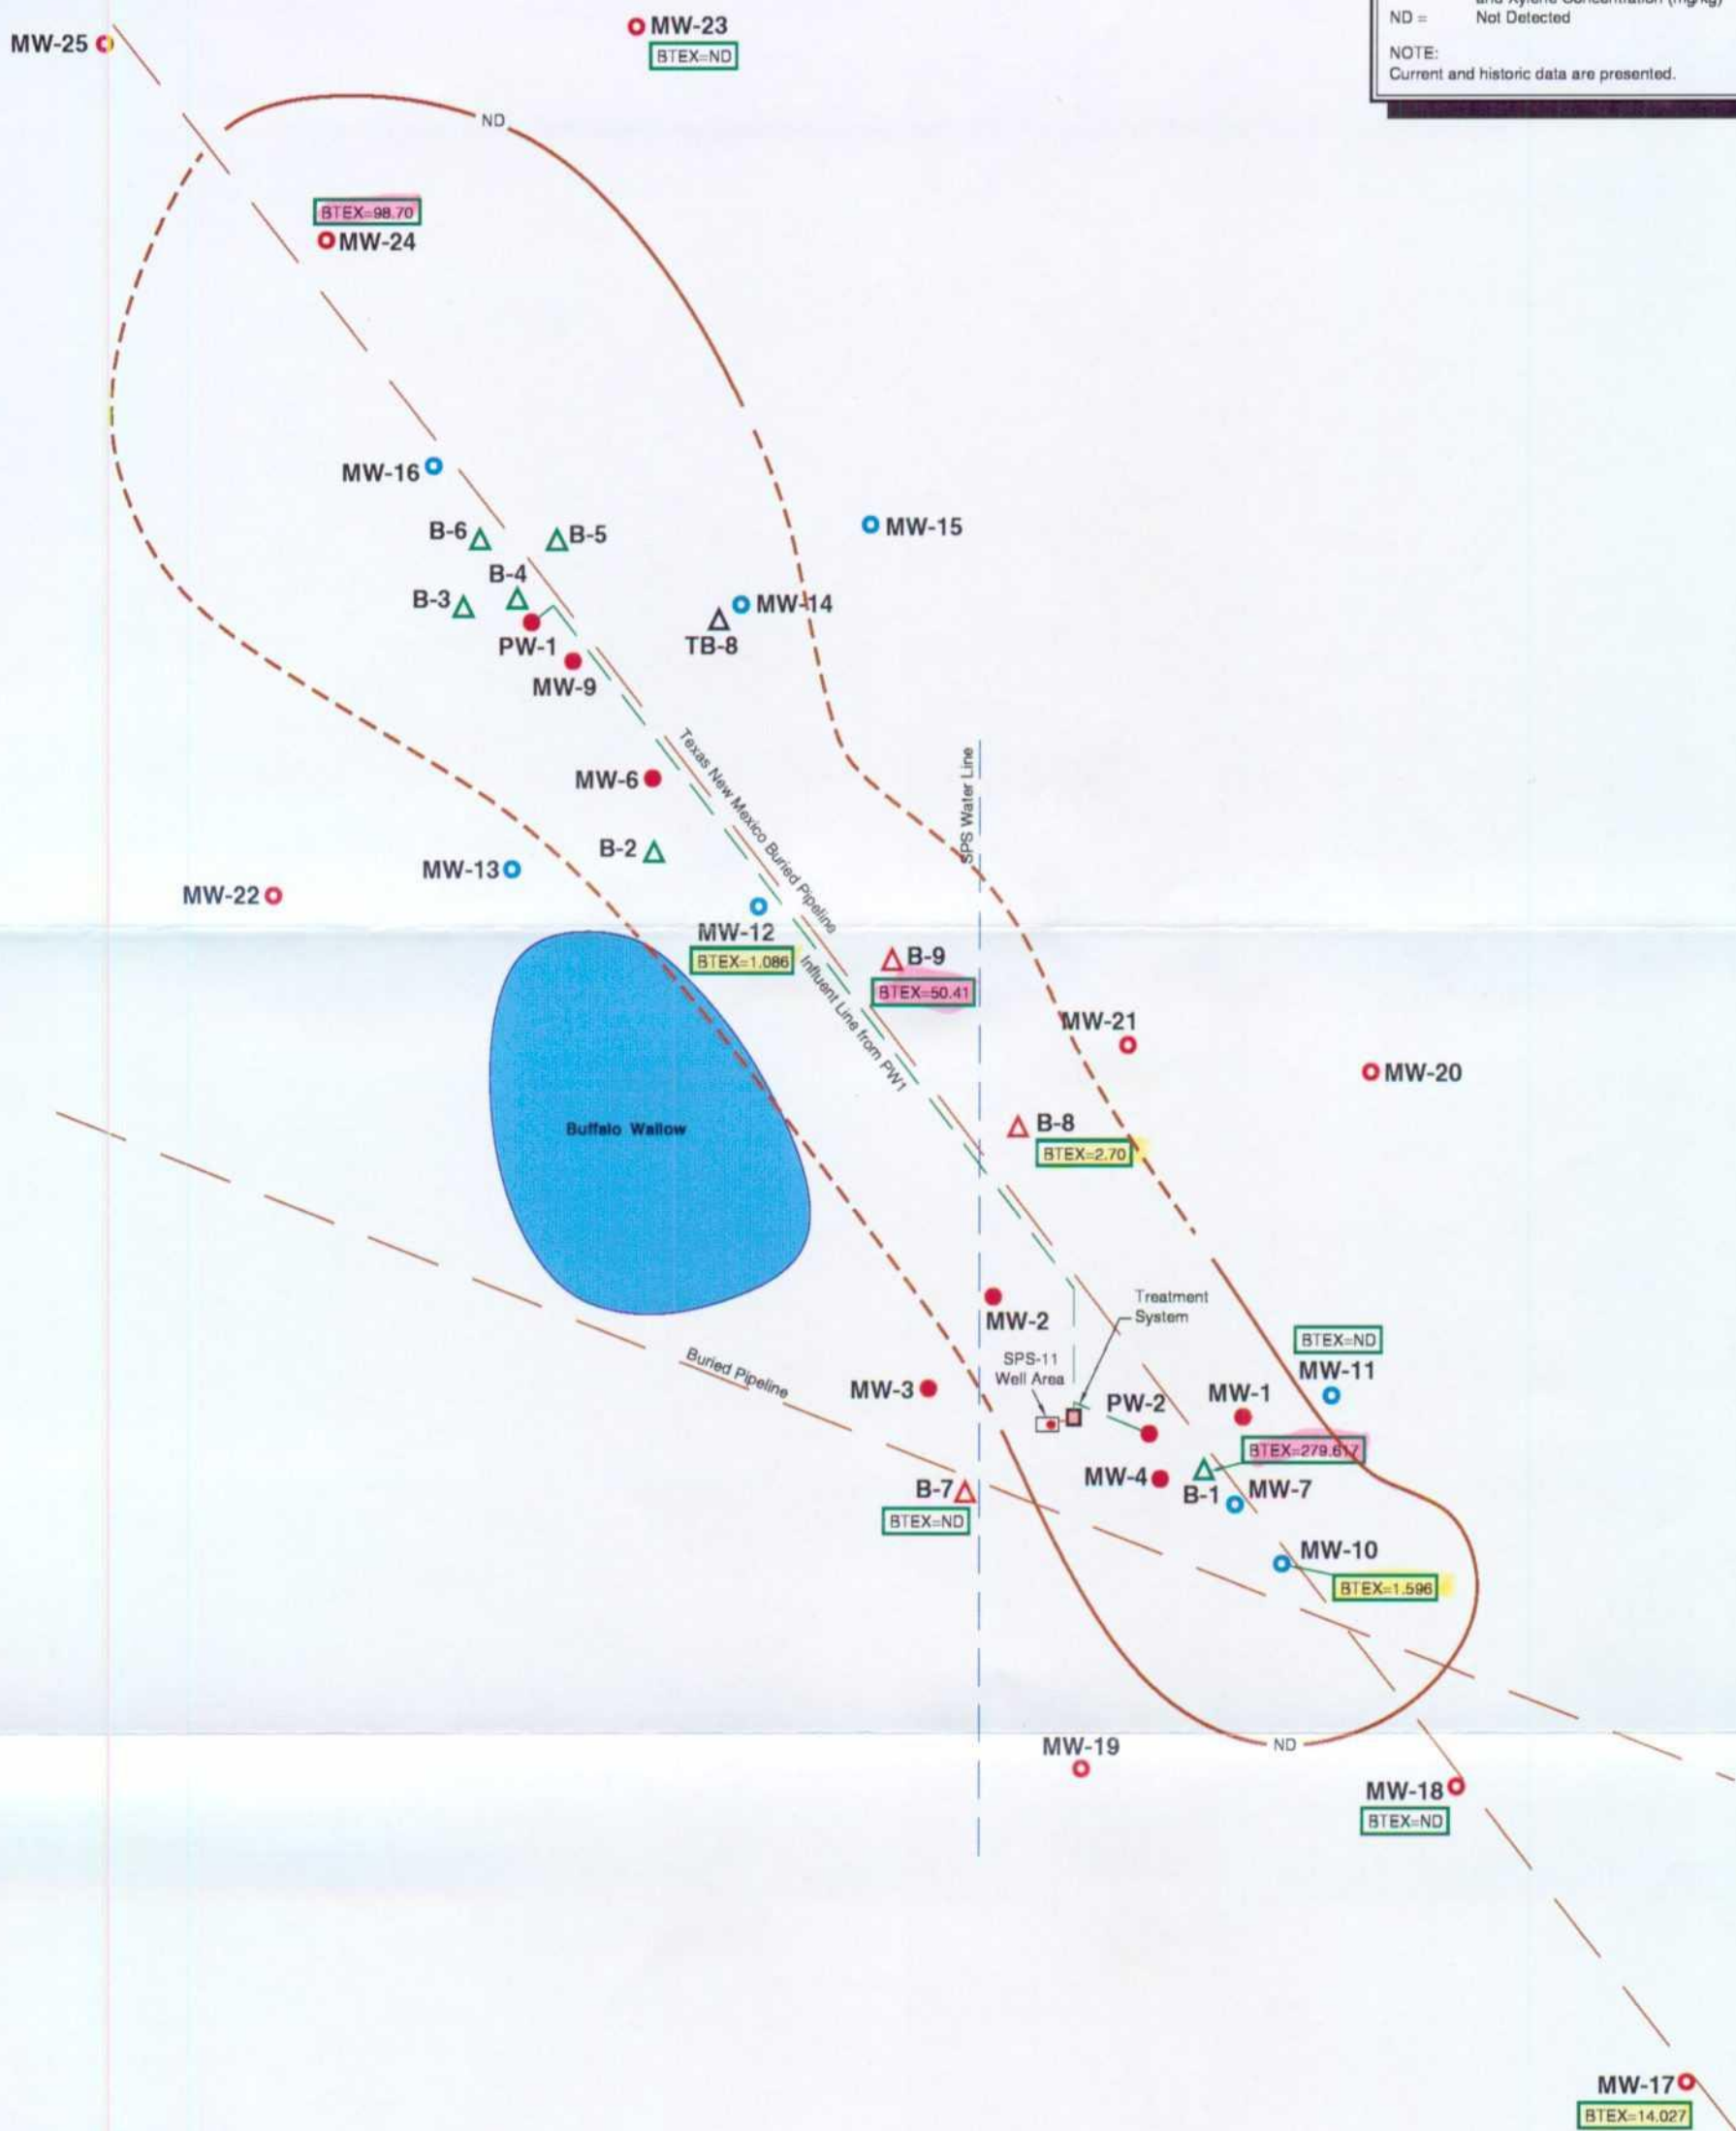 and Xylene Concentration (mg/kg)
ND = Not Detected
NOTE:
Current and historic data are presented.
MW-25
MW-23
BTEX=ND
ND
BTEX=98.70
MW-24
MW-16
MW-15
B-6
B-5
B-4
B-3
MW-14
TB-8
PW-1
MW-9
Texas New Mexico Buried Pipeline
SPS Water Line
MW-6
B-2
MW-13
MW-22
MW-12
BTEX=1.086
Influent Line from PW1
B-9
BTEX=50.41
MW-21
MW-20
B-8
BTEX=2.70
Buffalo Wallow
Treatment
System
MW-2
BTEX=ND
MW-11
SPS-11
Well Area
Buried Pipeline
MW-3
PW-2
MW-1
BTEX=279.617
MW-4
B-1
MW-7
B-7
BTEX=ND
MW-10
BTEX=1.596
ND
MW-19
MW-18
BTEX=ND
MW-17
BTEX=14.027